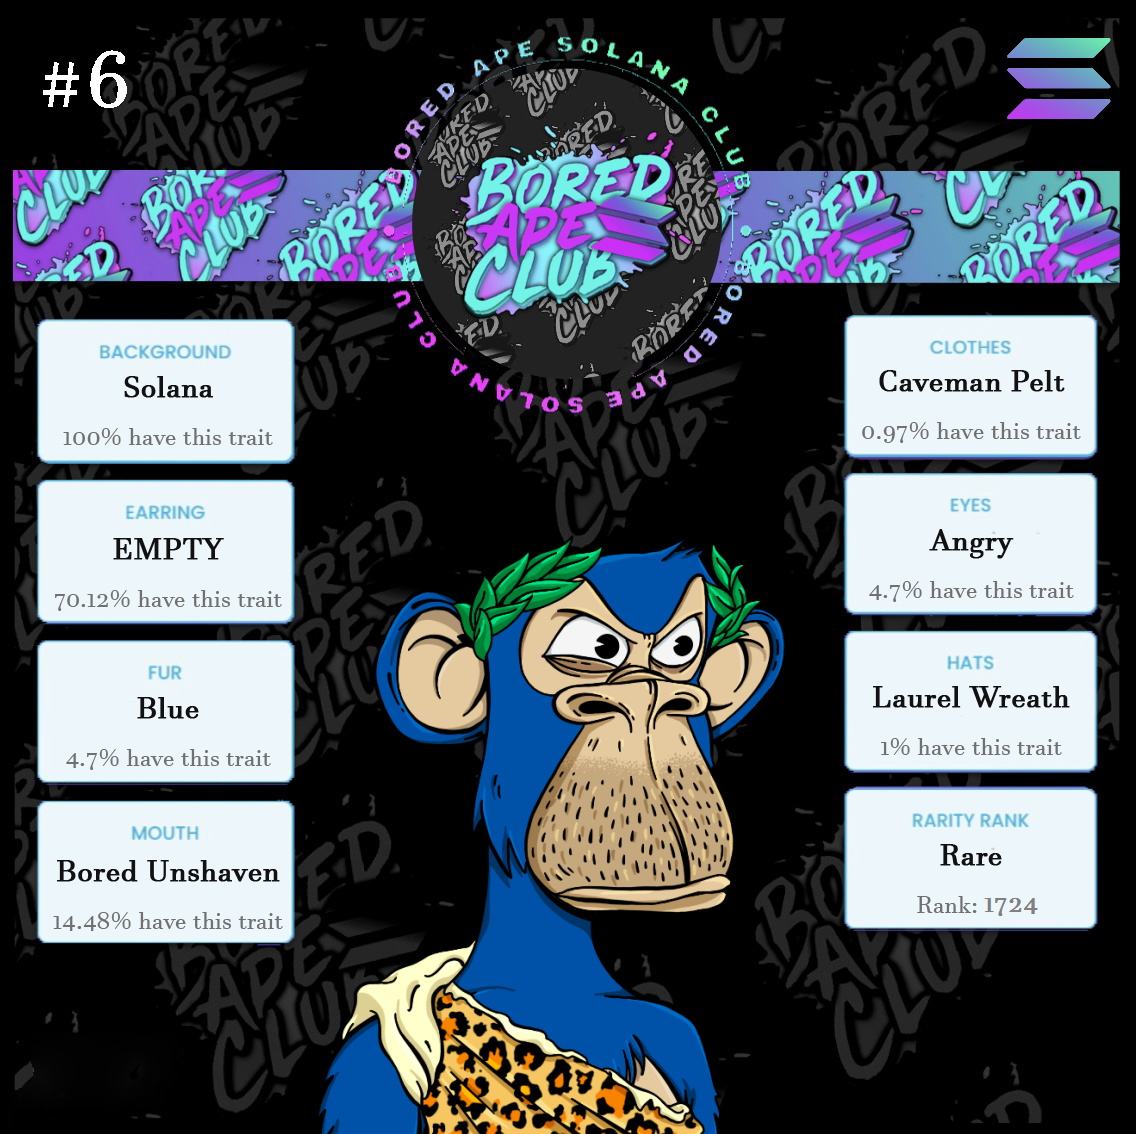 #6
BORED APE SOLANA CLUB
BORED
APE
CLUB
BORED APE SOLANA CLUB
BACKGROUND
Solana
100% have this trait
EARRING
EMPTY
70.12% have this trait
FUR
Blue
4.7% have this trait
MOUTH
Bored Unshaven
14.48% have this trait
CLOTHES
Caveman Pelt
0.97% have this trait
EYES
Angry
4.7% have this trait
HATS
Laurel Wreath
1% have this trait
RARITY RANK
Rare
Rank: 1724